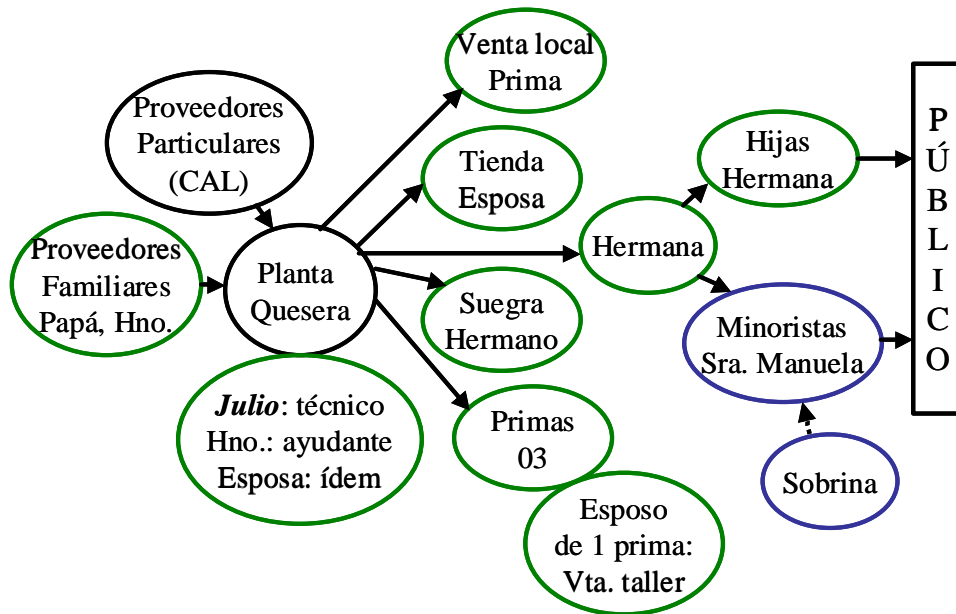 Venta local
Prima
Proveedores
Particulares
(CAL)
Tienda
Esposa
Hijas
Hermana
PÚBLICO
Proveedores
Familiares
Papá, Hno.
Planta
Quesera
Hermana
Suegra
Hermano
Minoristas
Sra. Manuela
Julio: técnico
Hno.: ayudante
Esposa: ídem
Primas
03
Sobrina
Esposo
de 1 prima:
Vta. taller